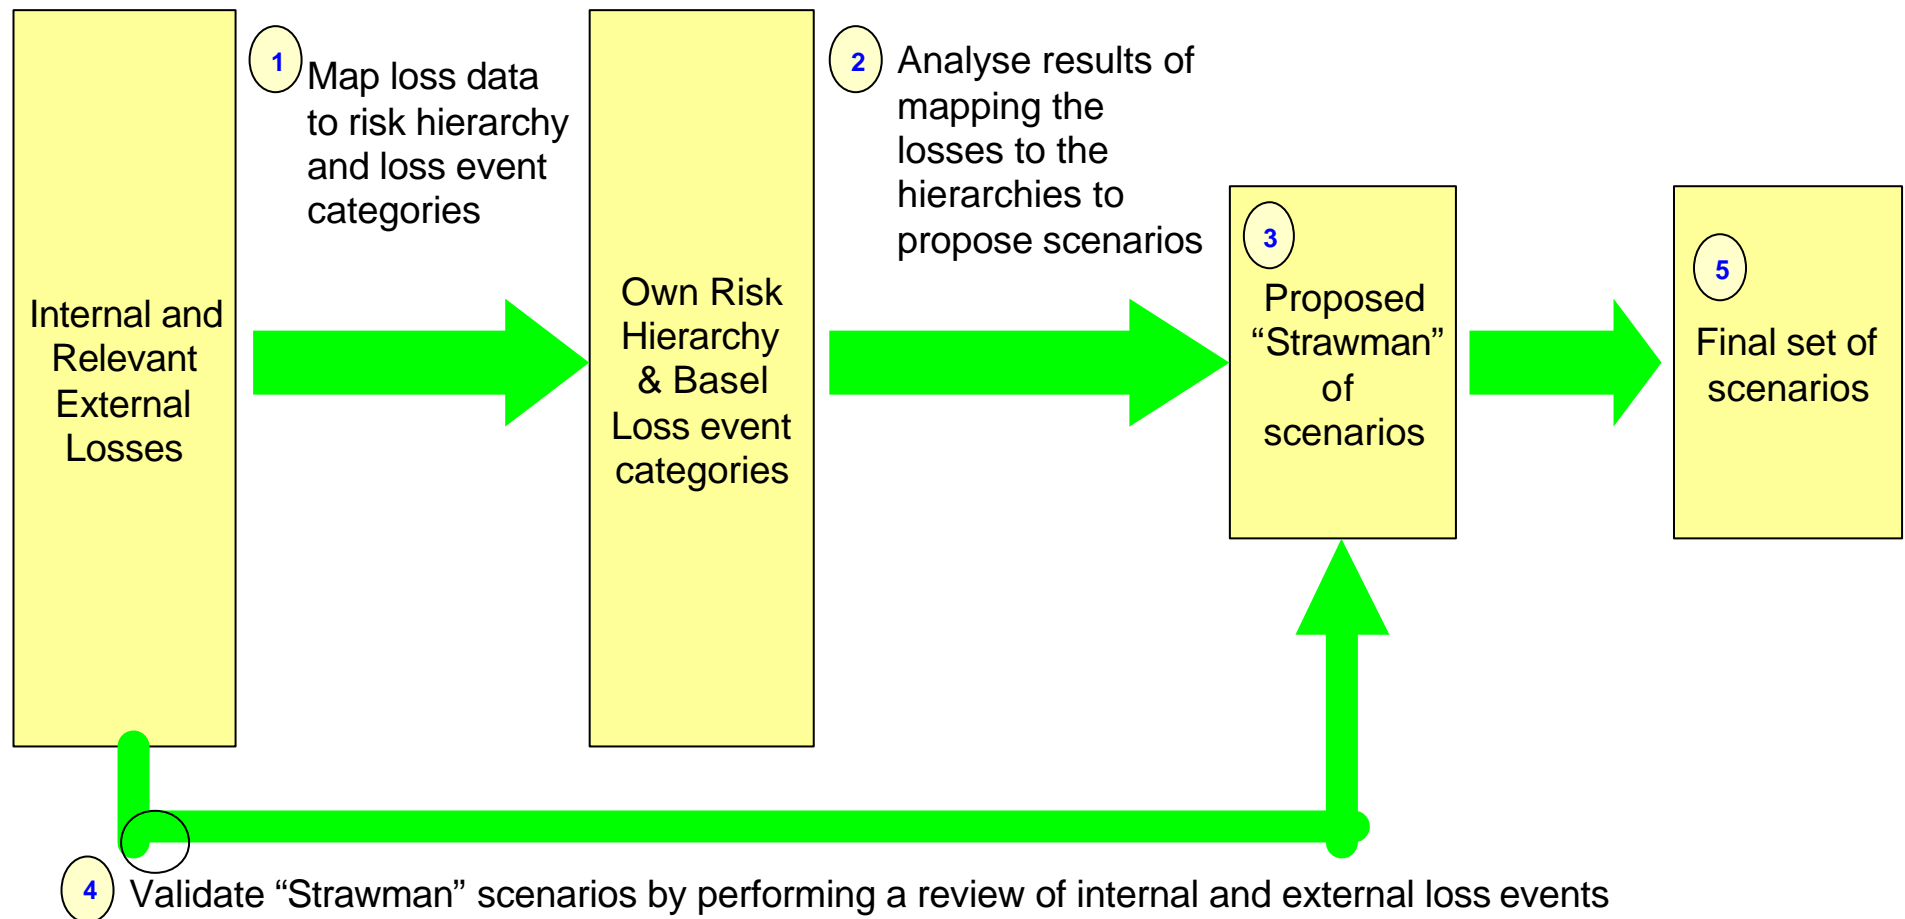 1
Map loss data
to risk hierarchy
and loss event
categories
2
Analyse results of
mapping the
losses to the
hierarchies to
propose scenarios
Internal and
Relevant
External
Losses
Own Risk
Hierarchy
& Basel
Loss event
categories
3
Proposed
“Strawman”
of
scenarios
5
Final set of
scenarios
4
Validate “Strawman” scenarios by performing a review of internal and external loss events